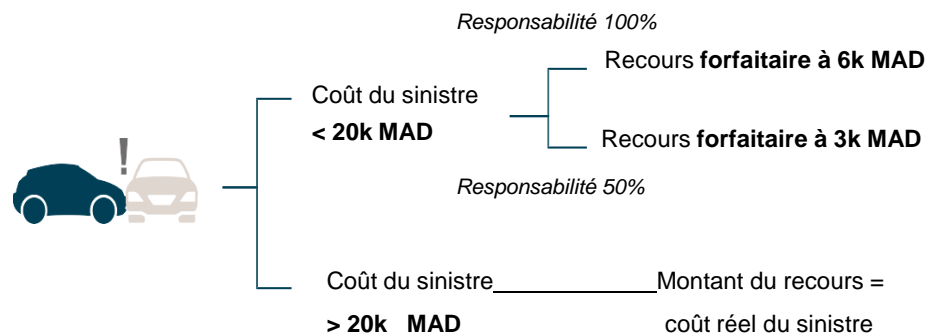 Responsabilité 100%
Recours forfaitaire à 6k MAD
Coût du sinistre
< 20k MAD
!
Recours forfaitaire à 3k MAD
Responsabilité 50%
Coût du sinistre Montant du recours =
> 20k MAD coût réel du sinistre